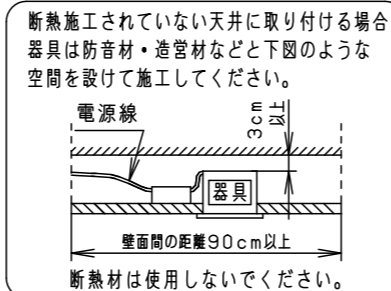 断熱施工されていない天井に取り付ける場合
器具は防音材・造営材などと下図のような
空間を設けて施工してください。
電源線
3cm
以上
器具
壁面間の距離90cm以上
断熱材は使用しないでください。